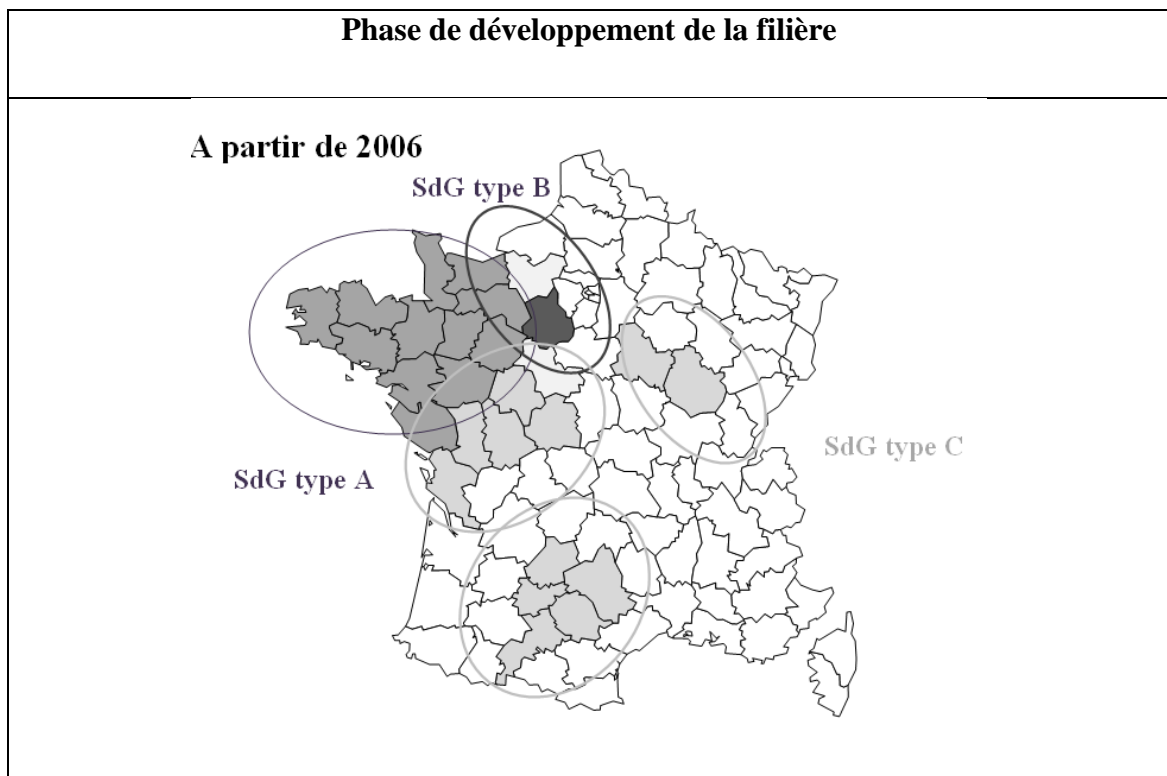 Phase de développement de la filière
A partir de 2006
SdG type B
SdG type C
SdG type A